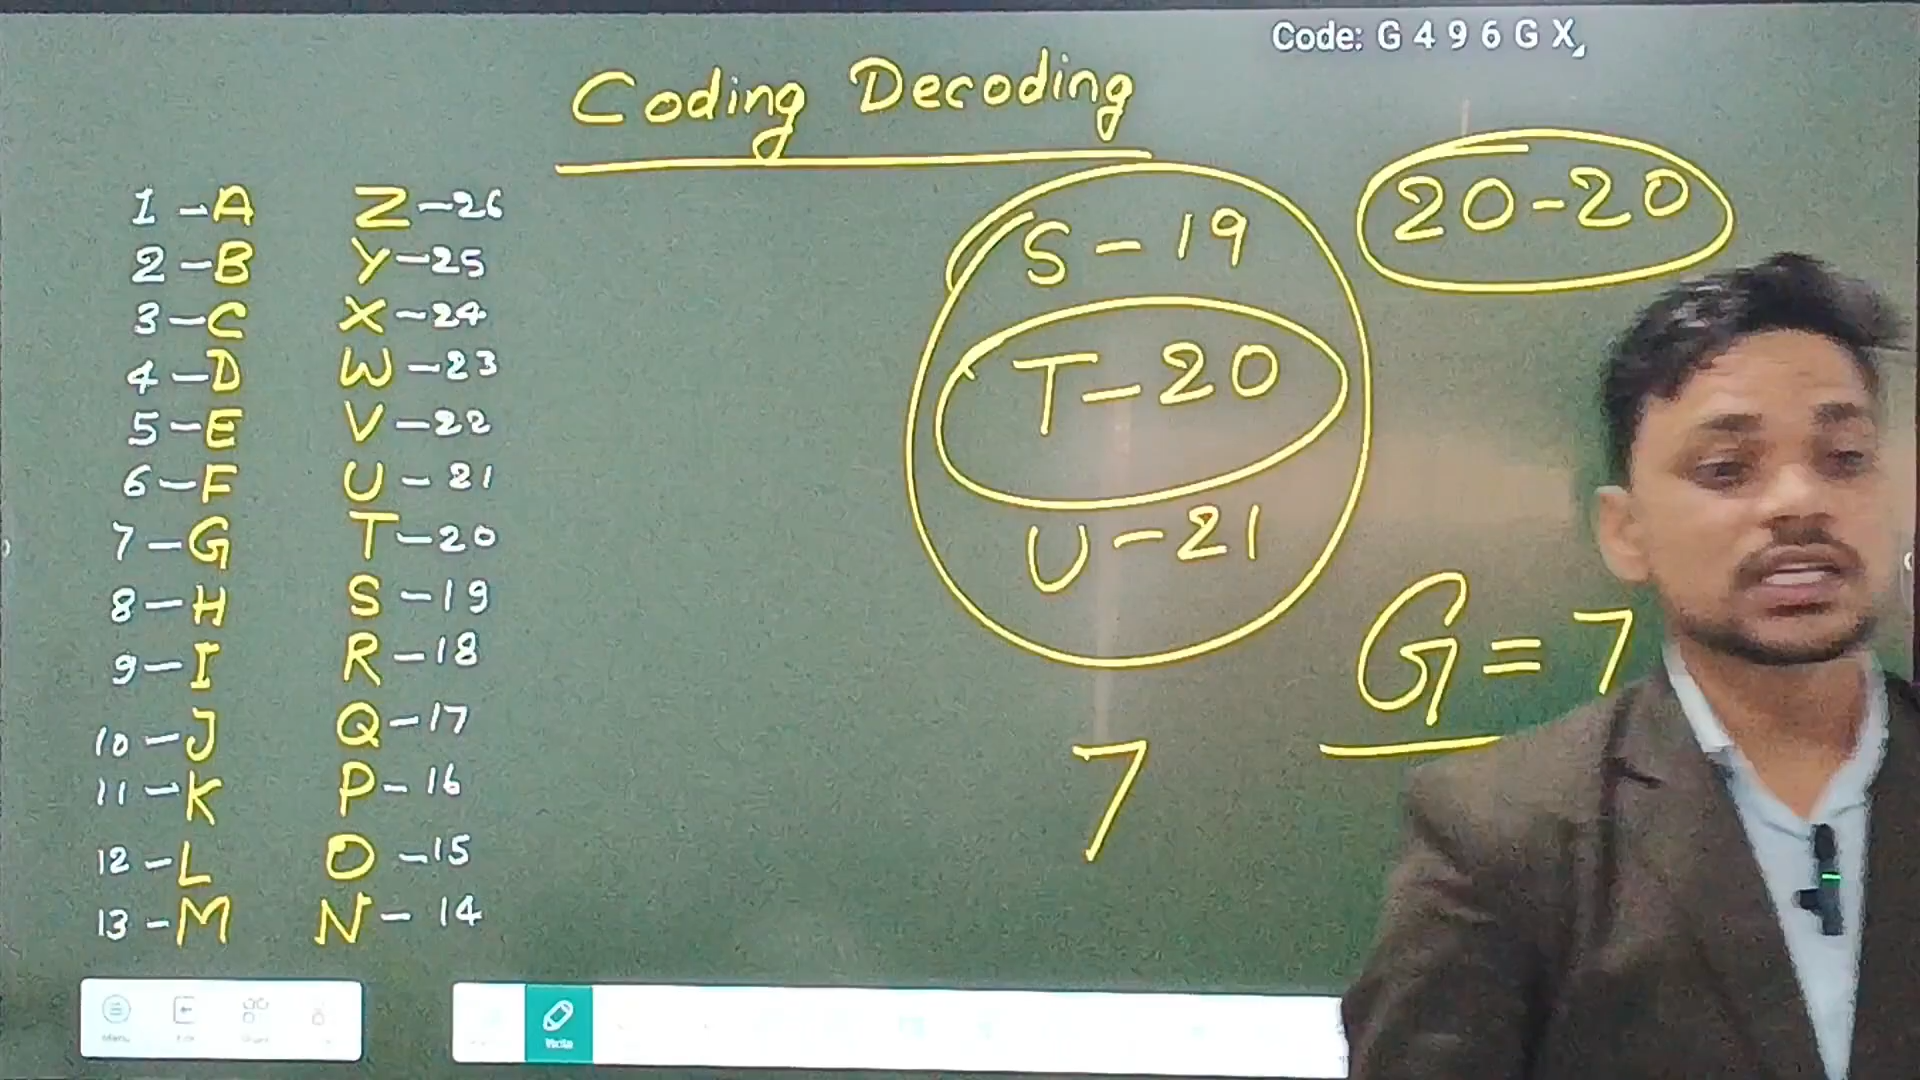 Code: G 4 9 6 G X
Coding Decoding
1 - A Z - 26
2 - B Y - 25
3 - C X - 24
4 - D W - 23
5 - E V - 22
6 - F U - 21
7 - G T - 20
8 - H S - 19
9 - I R - 18
10 - J Q - 17
11 - K P - 16
12 - L O - 15
13 - M N - 14
S - 19
T - 20
U - 21
7
20 - 20
G = 7
Menu
Write